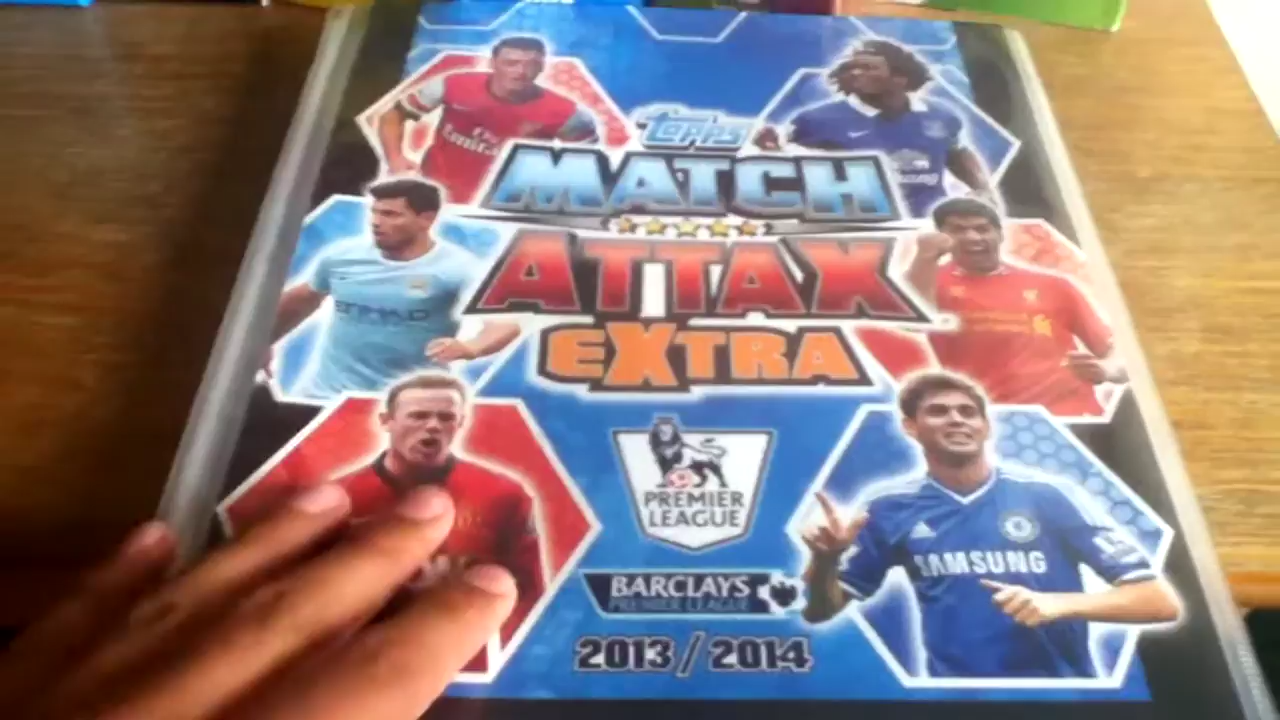 Emirates
topps
MATCH
ATTAX
EXTRA
ETIHAD
PREMIER
LEAGUE
SAMSUNG
BARCLAYS
PREMIER LEAGUE
2013/2014